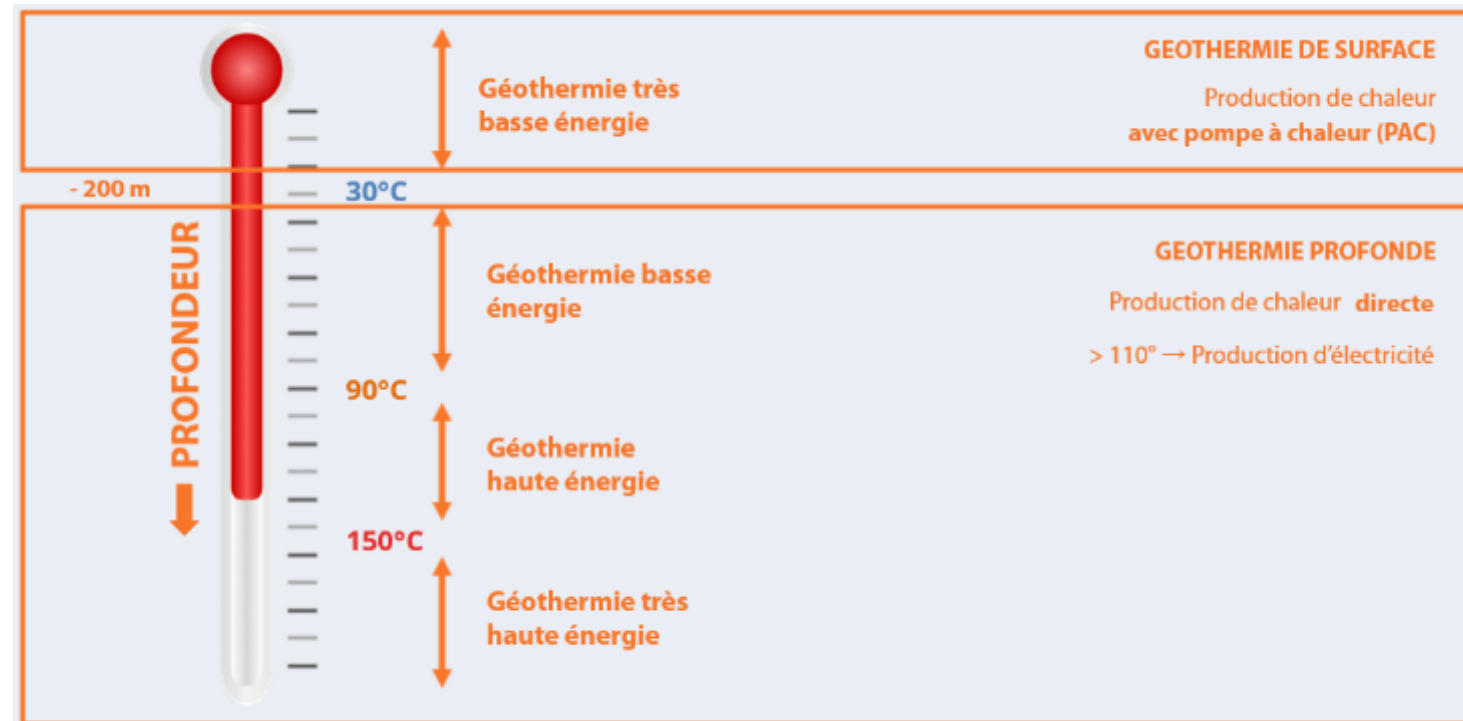 GEOTHERMIE DE SURFACE
Géothermie très
basse énergie
Production de chaleur
avec pompe à chaleur (PAC)
- 200 m
30°C
PROFONDEUR
GEOTHERMIE PROFONDE
Géothermie basse
énergie
Production de chaleur directe
> 110° → Production d'électricité
90°C
Géothermie
haute énergie
150°C
Géothermie très
haute énergie